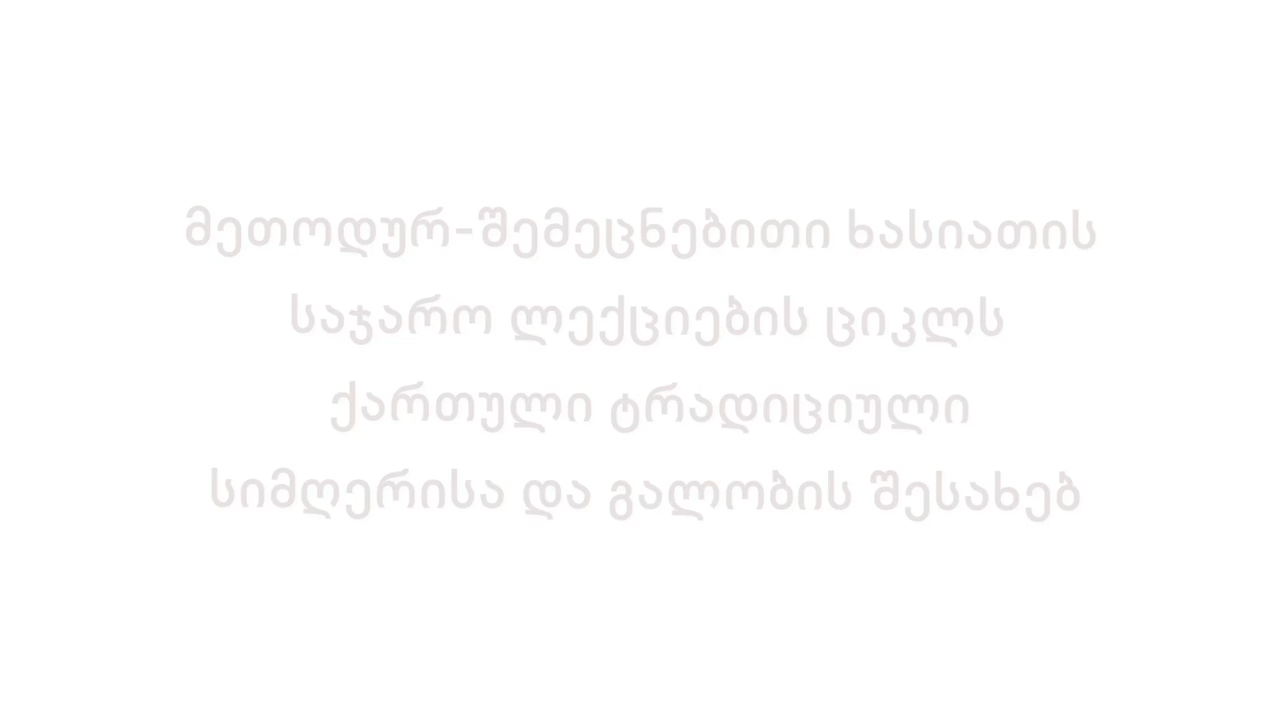 მეთოდურ-შემეცნებითი ხასიათის
საჯარო ლექციების ციკლს
ქართული ტრადიციული
სიმღერისა და გალობის შესახებ